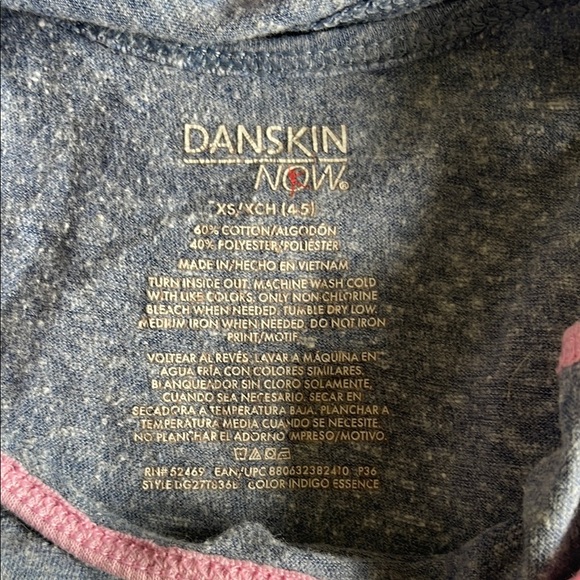 DANSKIN
NOW®
XS/XCH (4-5)
60% COTTON/ALGODÓN
40% POLYESTER/POLIÉSTER
MADE IN/HECHO EN VIETNAM
TURN INSIDE OUT. MACHINE WASH COLD
WITH LIKE COLORS. ONLY NON-CHLORINE
BLEACH WHEN NEEDED. TUMBLE DRY LOW.
MEDIUM IRON WHEN NEEDED. DO NOT IRON
PRINT/MOTIF.
VOLTEAR AL REVÉS. LAVAR A MÁQUINA EN
AGUA FRÍA CON COLORES SIMILARES.
BLANQUEADOR SIN CLORO SOLAMENTE,
CUANDO SEA NECESARIO. SECAR EN
SECADORA A TEMPERATURA BAJA. PLANCHAR A
TEMPERATURA MEDIA CUANDO SE NECESITE.
NO PLANCHAR EL ADORNO IMPRESO/MOTIVO.
RN# 52469 EAN/UPC 880632382410 P36
STYLE DG27T836E COLOR INDIGO ESSENCE